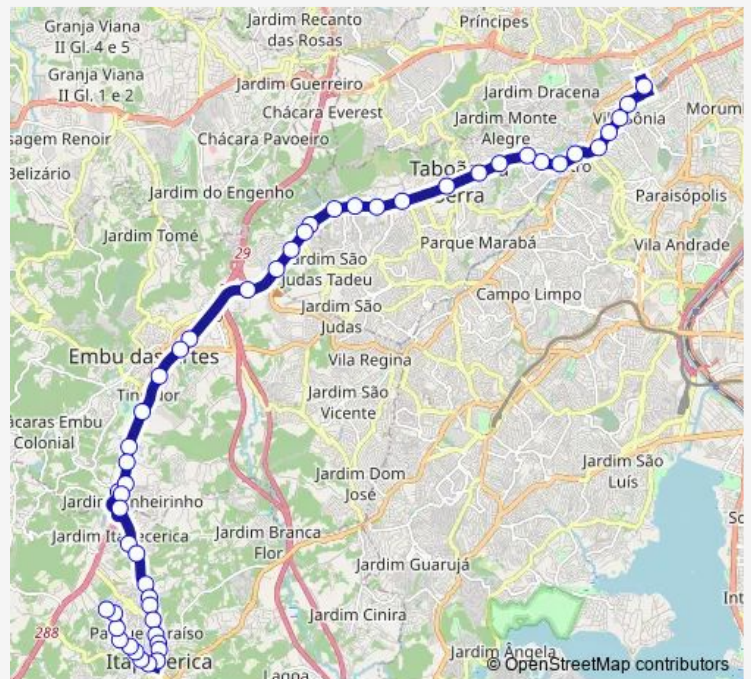 Granja Viana
II Gl. 4 e 5
Jardim Recanto
das Rosas
Príncipes
Granja Viana
II Gl. 1 e 2
Jardim Guerreiro
Jardim Dracena
Chácara Everest
Jardim Monte
Alegre
Morum
sagem Renoir
Chácara Pavoeiro
Belizário
Jardim do Engenho
Paraisópolis
Jardim Tomé
Parque Marabá
Vila Andrade
29
Judas Tadeu
Campo Limpo
Jardim São
Judas
Embu das Artes
Vila Regina
Jardim São
Vicente
ácaras Embu
Colonial
Jardim São
Luís
Jardim Dom
José
Jardim Branca
Flor
Jardim Guarujá
Int
Jardim Cinira
288
Jardim Ângela
Lagoa
© OpenStreetMap contributors